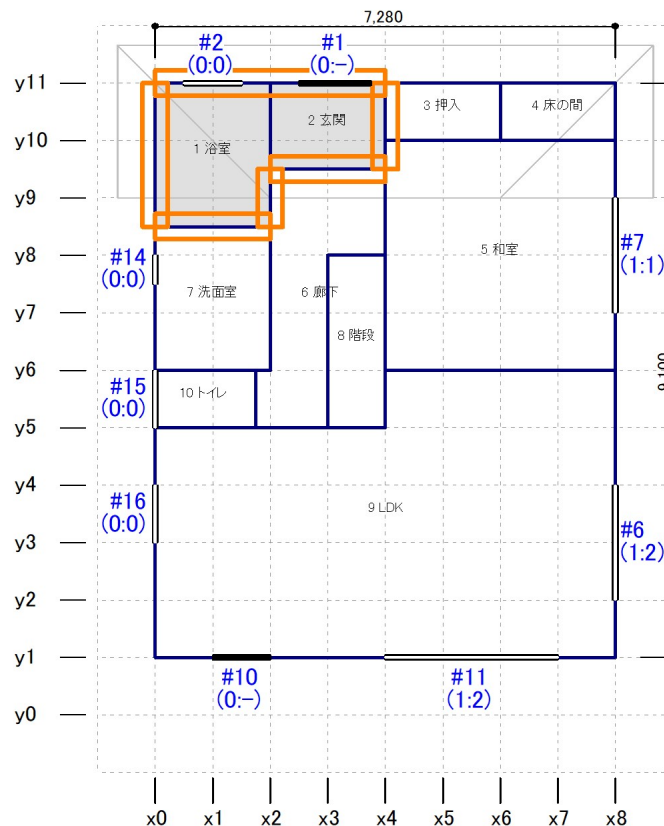 7,280
#2
(0:0)
#1
(0:-)
y11
3 押入
4 床の間
2 玄関
y10
1 浴室
y9
#7
(1:1)
5 和室
y8
#14
(0:0)
7 洗面室
6 廊下
y7
8 階段
9,100
y6
#15
(0:0)
10 トイレ
y5
y4
#16
(0:0)
9 LDK
#6
(1:2)
y3
y2
y1
#10
(0:-)
#11
(1:2)
y0
x0
x1
x2
x3
x4
x5
x6
x7
x8